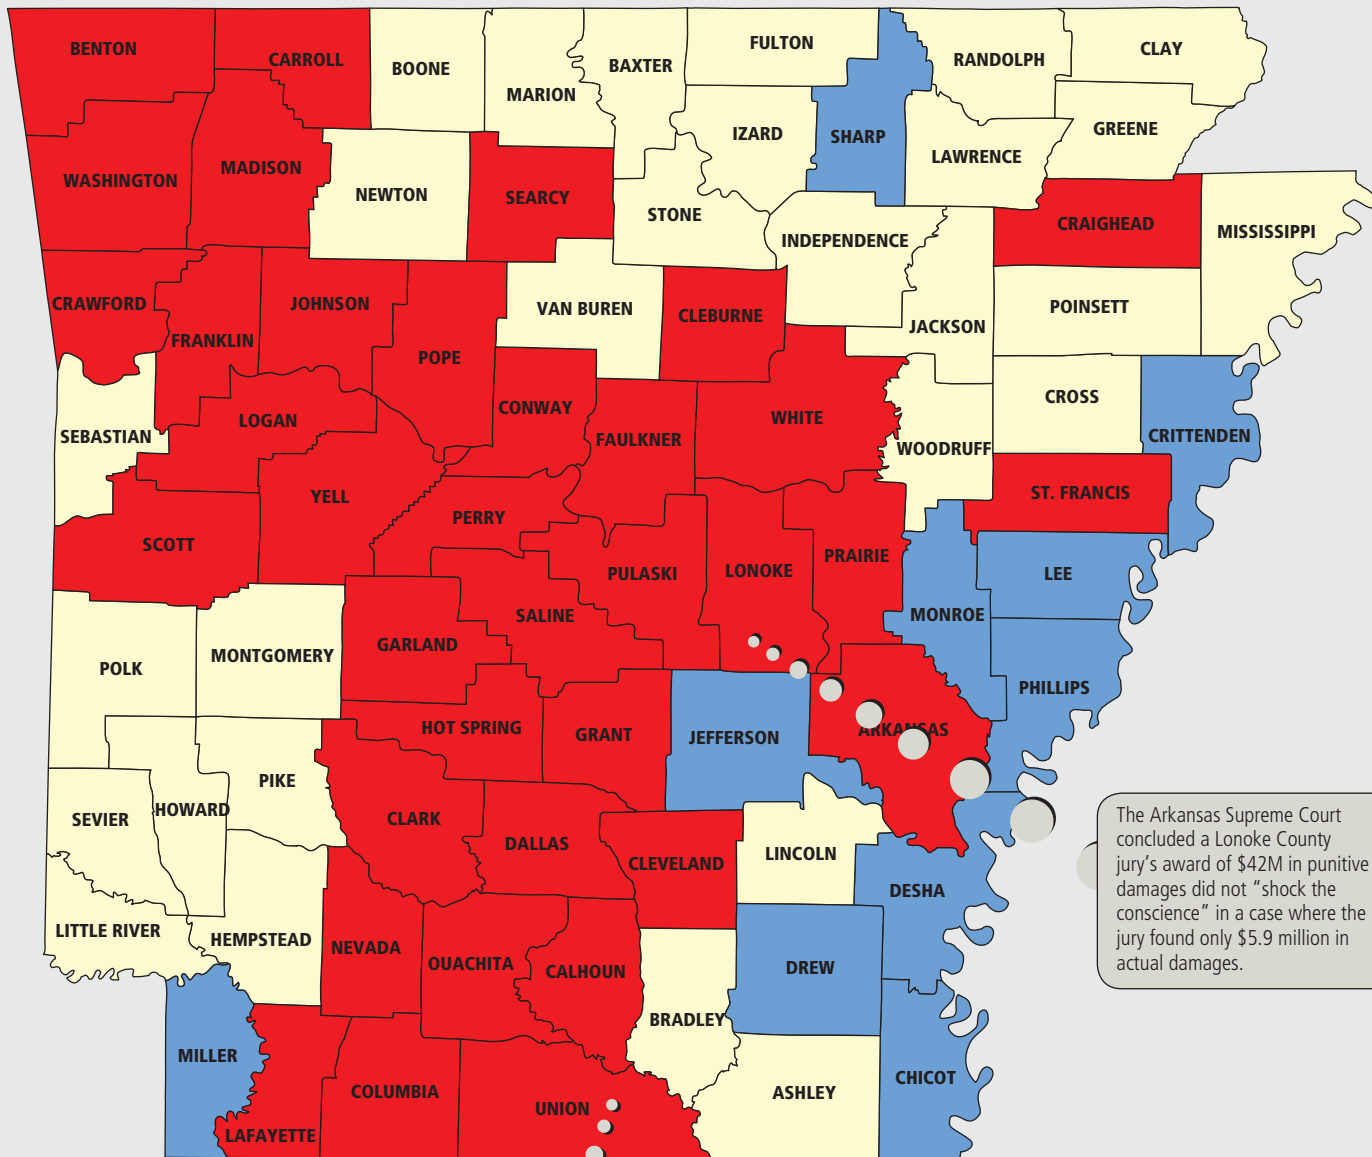 BENTON
CARROLL
BOONE
MARION
BAXTER
FULTON
SHARP
RANDOLPH
CLAY
IZARD
GREENE
LAWRENCE
WASHINGTON
MADISON
NEWTON
SEARCY
STONE
INDEPENDENCE
CRAIGHEAD
MISSISSIPPI
CRAWFORD
FRANKLIN
JOHNSON
POPE
VAN BUREN
CLEBURNE
JACKSON
POINSETT
SEBASTIAN
LOGAN
CONWAY
FAULKNER
WHITE
WOODRUFF
CROSS
CRITTENDEN
YELL
PERRY
ST. FRANCIS
SCOTT
PULASKI
LONOKE
PRAIRIE
LEE
MONROE
SALINE
GARLAND
POLK
MONTGOMERY
PHILLIPS
HOT SPRING
GRANT
JEFFERSON
ARKANSAS
PIKE
HOWARD
SEVIER
CLARK
DALLAS
CLEVELAND
LINCOLN
DESHA
LITTLE RIVER
HEMPSTEAD
NEVADA
OUACHITA
CALHOUN
DREW
BRADLEY
MILLER
COLUMBIA
UNION
ASHLEY
CHICOT
LAFAYETTE
The Arkansas Supreme Court
concluded a Lonoke County
jury’s award of $42M in punitive
damages did not “shock the
conscience” in a case where the
jury found only $5.9 million in
actual damages.